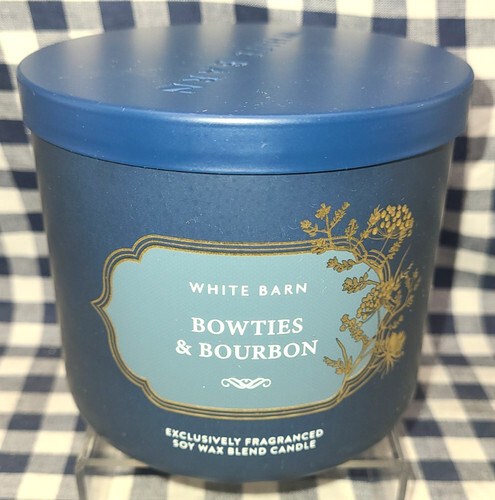 WHITE BARN
BOWTIES
& BOURBON
EXCLUSIVELY FRAGRANCED
SOY WAX BLEND CANDLE